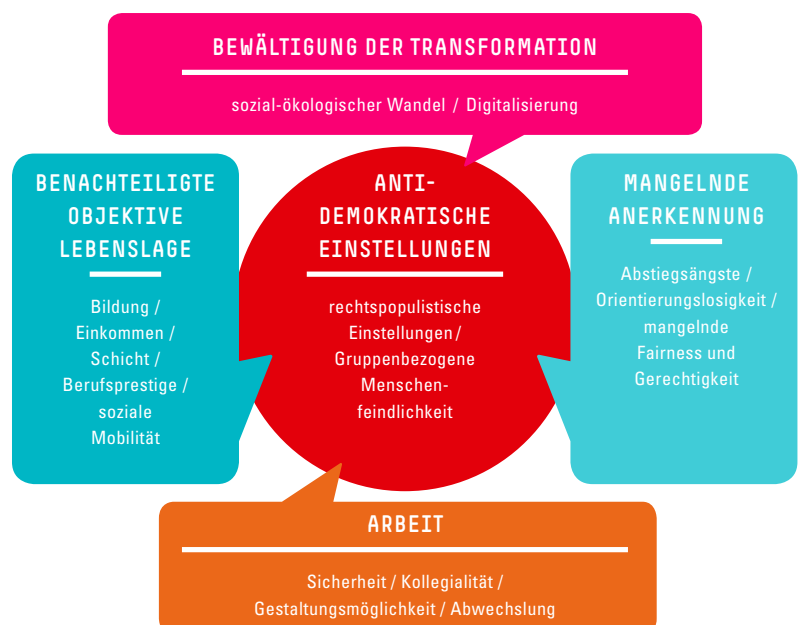 BEWÄLTIGUNG DER TRANSFORMATION
sozial-ökologischer Wandel / Digitalisierung
BENACHTEILIGTE
OBJEKTIVE
LEBENSLAGE
Bildung /
Einkommen /
Schicht /
Berufsprestige /
soziale
Mobilität
ANTI-
DEMOKRATISCHE
EINSTELLUNGEN
rechtspopulistische
Einstellungen /
Gruppenbezogene
Menschen-
feindlichkeit
MANGELNDE
ANERKENNUNG
Abstiegsängste /
Orientierungslosigkeit /
mangelnde
Fairness und
Gerechtigkeit
ARBEIT
Sicherheit / Kollegialität /
Gestaltungsmöglichkeit / Abwechslung